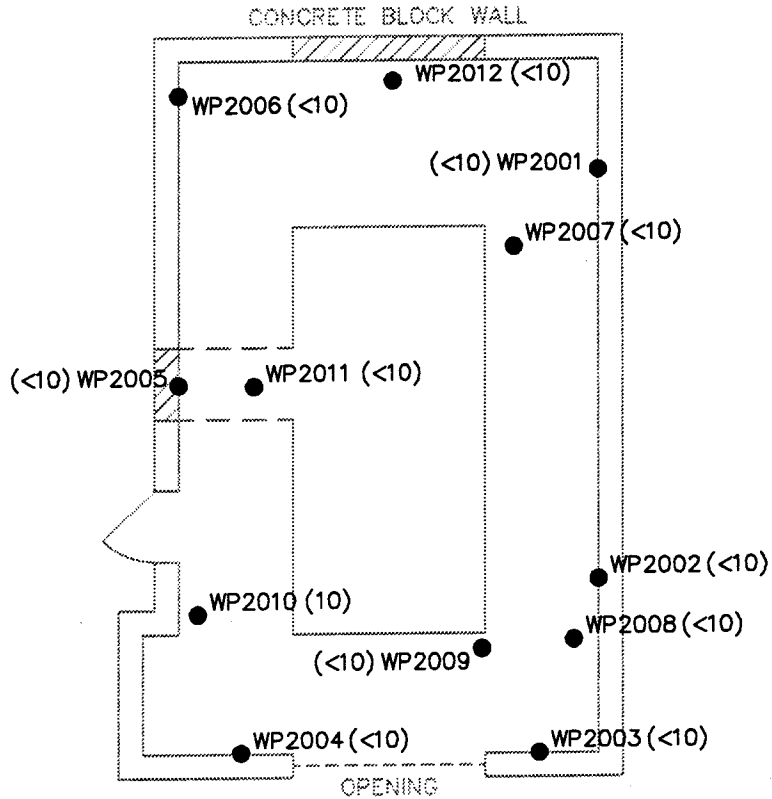 CONCRETE BLOCK WALL
WP2012 (<10)
WP2006 (<10)
(<10) WP2001
WP2007 (<10)
(<10) WP2005
WP2011 (<10)
WP2002 (<10)
WP2010 (10)
WP2008 (<10)
(<10) WP2009
WP2004 (<10)
WP2003 (<10)
OPENING